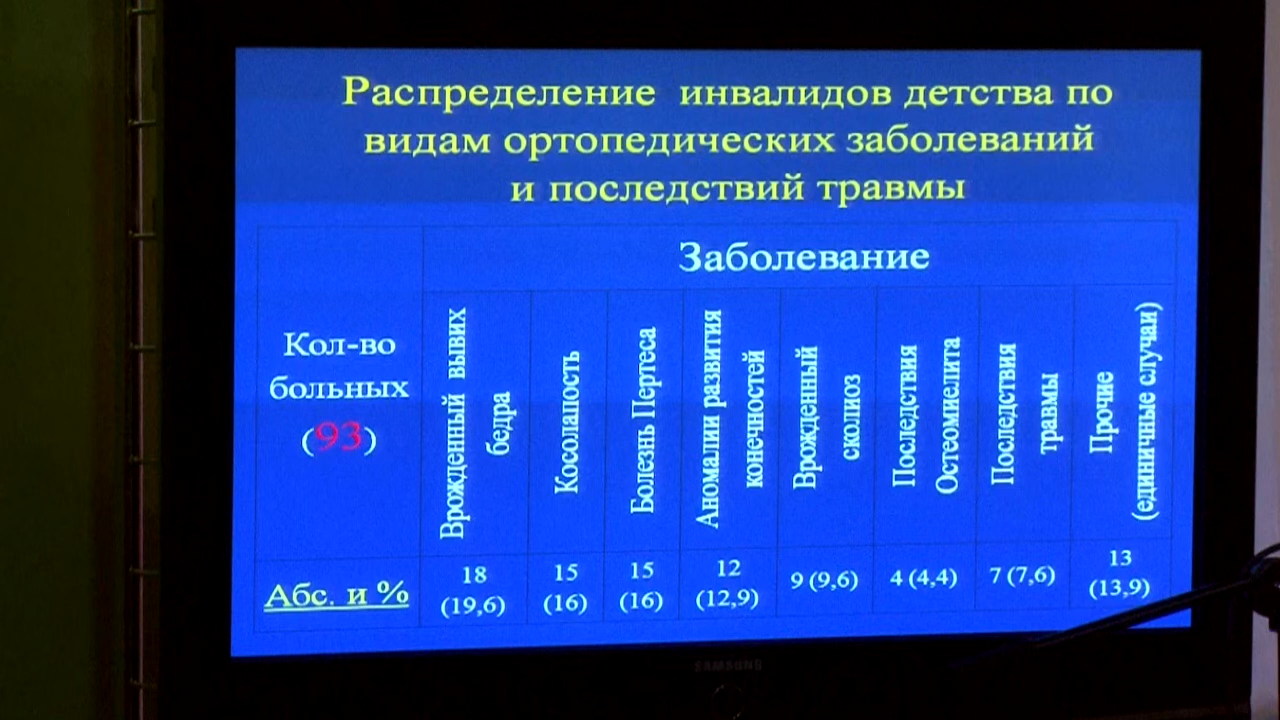 Распределение инвалидов детства по
видам ортопедических заболеваний
и последствий травмы
Заболевание
Кол-во
больных
(93)
Врожденный вывих
бедра
Косолапость
Болезнь Пертеса
Аномалии развития
конечностей
Врожденный
сколиоз
Последствия
Остеомиелита
Последствия
травмы
Прочие
(единичные случаи)
Абс. и %
18
(19,6)
15
(16)
15
(16)
12
(12,9)
9 (9,6)
4 (4,4)
7 (7,6)
13
(13,9)
SAMSUNG